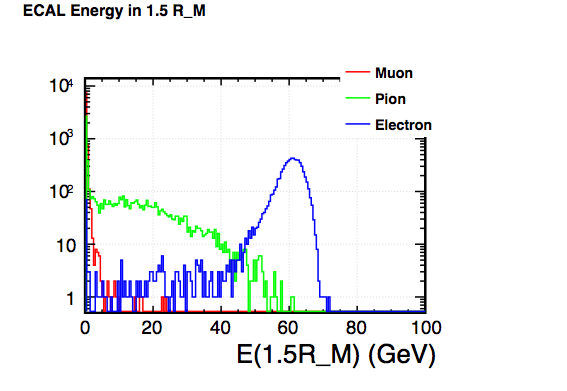 ECAL Energy in 1.5 R_M
Muon
Pion
Electron
10⁴
10³
10²
10
1
0 20 40 60 80 100
E(1.5R_M) (GeV)